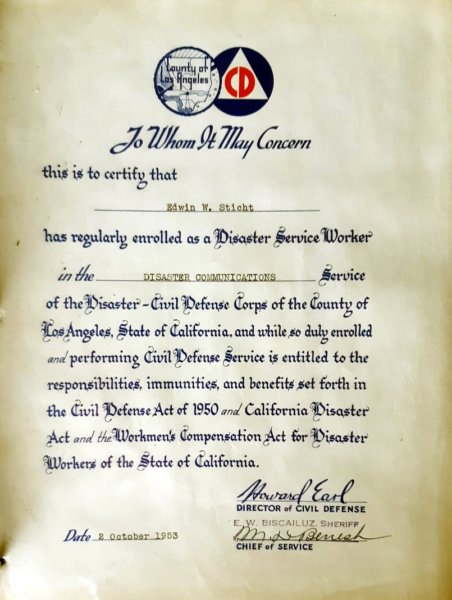 County of
Los Angeles
CD
To Whom It May Concern
this is to certify that
Edwin W. Sticht
has regularly enrolled as a Disaster Service Worker
in the DISASTER COMMUNICATIONS Service
of the Disaster-Civil Defense Corps of the County of
Los Angeles, State of California, and while so duly enrolled
and performing Civil Defense Service is entitled to the
responsibilities, immunities, and benefits set forth in
the Civil Defense Act of 1950 and California Disaster
Act and the Workmen's Compensation Act for Disaster
Workers of the State of California.
Howard Earl
DIRECTOR OF CIVIL DEFENSE
E. W. BISCAILUZ, SHERIFF
Date 2 October 1953
CHIEF OF SERVICE